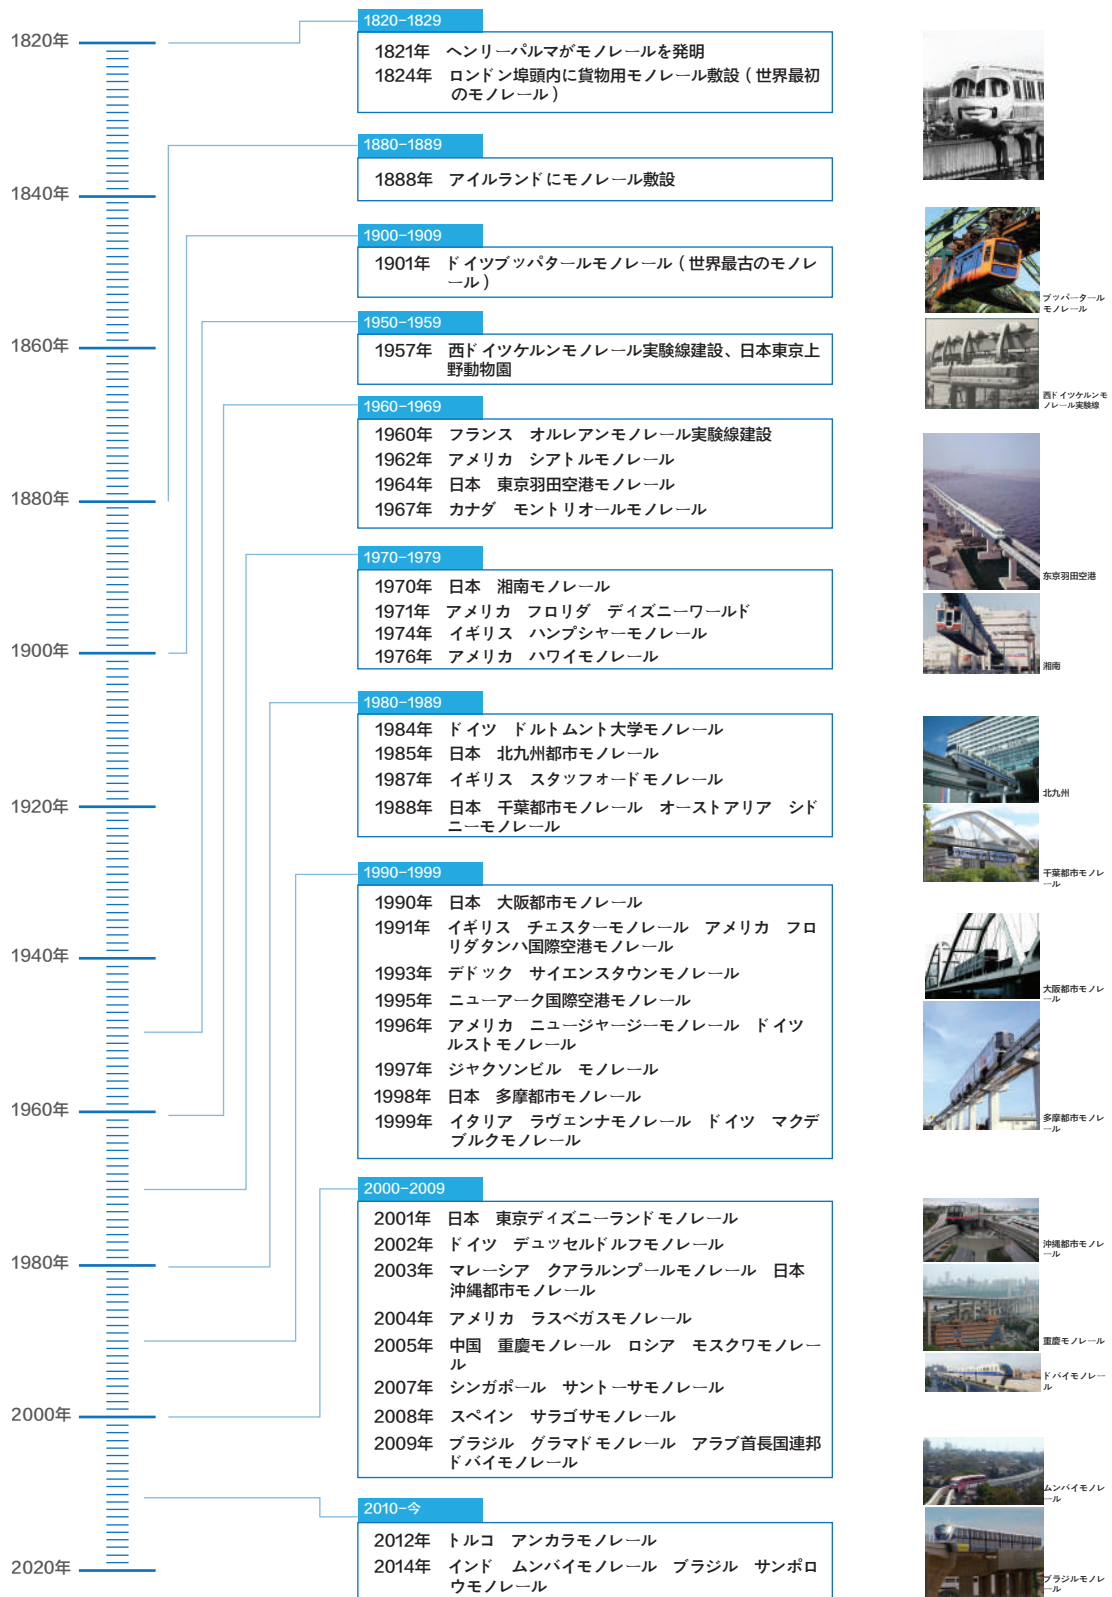 1820年
1840年
1860年
1880年
1900年
1920年
1940年
1960年
1980年
2000年
2020年
1820-1829
1821年 ヘンリーパルマがモノレールを発明
1824年 ロンドン埠頭内に貨物用モノレール敷設(世界最初
のモノレール)
1880-1889
1888年 アイルランドにモノレール敷設
1900-1909
1901年 ドイツブッパタールモノレール(世界最古のモノレ
ール)
1950-1959
1957年 西ドイツケルンモノレール実験線建設、日本東京上
野動物園
1960-1969
1960年 フランス オルレアンモノレール実験線建設
1962年 アメリカ シアトルモノレール
1964年 日本 東京羽田空港モノレール
1967年 カナダ モントリオールモノレール
1970-1979
1970年 日本 湘南モノレール
1971年 アメリカ フロリダ ディズニーワールド
1974年 イギリス ハンプシャーモノレール
1976年 アメリカ ハワイモノレール
1980-1989
1984年 ドイツ ドルトムント大学モノレール
1985年 日本 北九州都市モノレール
1987年 イギリス スタッフォードモノレール
1988年 日本 千葉都市モノレール オーストアリア シド
ニーモノレール
1990-1999
1990年 日本 大阪都市モノレール
1991年 イギリス チェスターモノレール アメリカ フロ
リダタンハ国際空港モノレール
1993年 デドック サイエンスタウンモノレール
1995年 ニューアーク国際空港モノレール
1996年 アメリカ ニュージャージーモノレール ドイツ
ルストモノレール
1997年 ジャクソンビル モノレール
1998年 日本 多摩都市モノレール
1999年 イタリア ラヴェンナモノレール ドイツ マクデ
ブルクモノレール
2000-2009
2001年 日本 東京ディズニーランドモノレール
2002年 ドイツ デュッセルドルフモノレール
2003年 マレーシア クアラルンプールモノレール 日本
沖縄都市モノレール
2004年 アメリカ ラスベガスモノレール
2005年 中国 重慶モノレール ロシア モスクワモノレー
ル
2007年 シンガポール サントーサモノレール
2008年 スペイン サラゴサモノレール
2009年 ブラジル グラマドモノレール アラブ首長国連邦
ドバイモノレール
2010-今
2012年 トルコ アンカラモノレール
2014年 インド ムンバイモノレール ブラジル サンポロ
ウモノレール
ブッパータール
モノレール
西ドイツケルンモ
ノレール実験線
东京羽田空港
湘南
北九州
千葉都市モノレ
ール
大阪都市モノレ
ール
多摩都市モノレ
ール
沖縄都市モノレ
ール
重慶モノレール
ドバイモノレー
ル
ムンバイモノレ
ール
ブラジルモノレ
ール